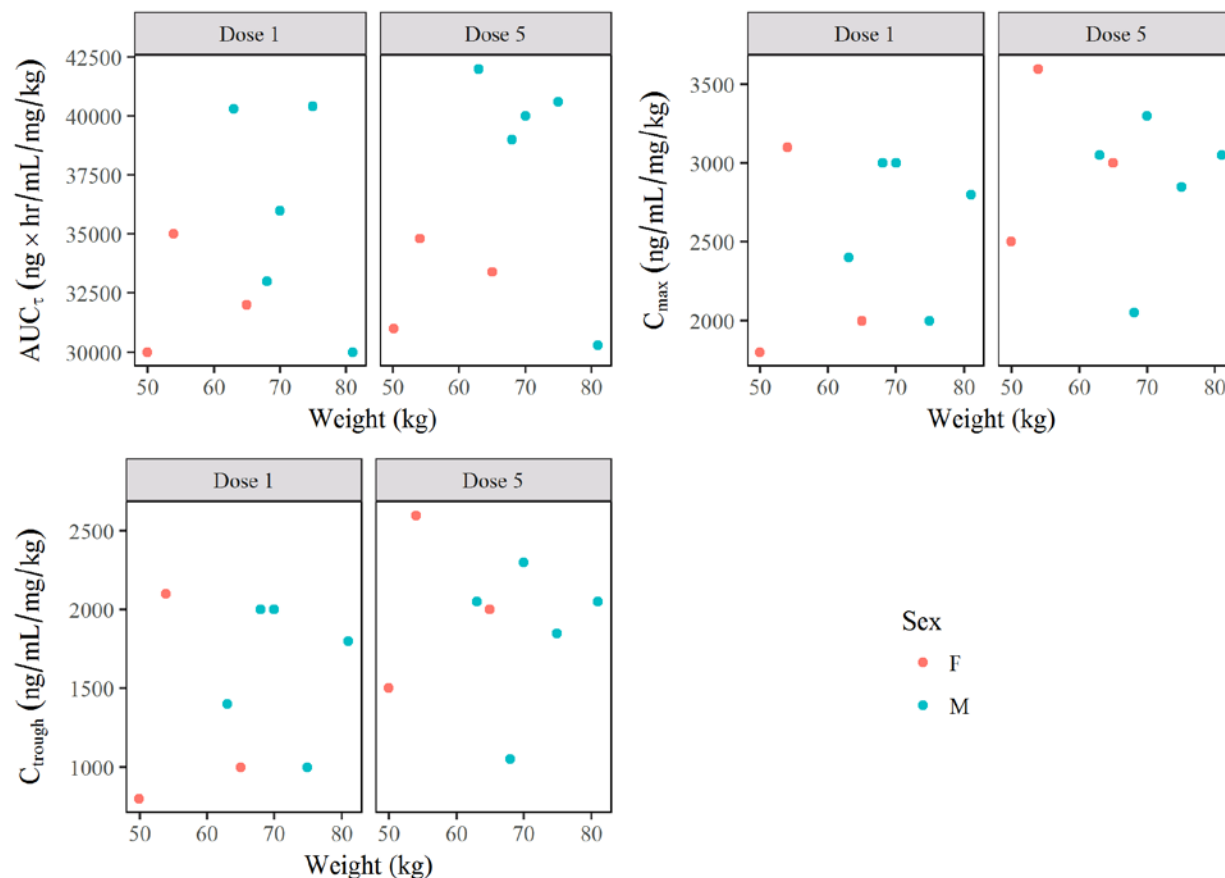 Dose 1
Dose 5
AUCτ (ng × hr/mL/mg/kg)
42500
40000
37500
35000
32500
30000
50 60 70 80
50 60 70 80
Weight (kg)
Dose 1
Dose 5
Cmax (ng/mL/mg/kg)
3500
3000
2500
2000
50 60 70 80
50 60 70 80
Weight (kg)
Dose 1
Dose 5
Ctrough (ng/mL/mg/kg)
2500
2000
1500
1000
50 60 70 80
50 60 70 80
Weight (kg)
Sex
F
M